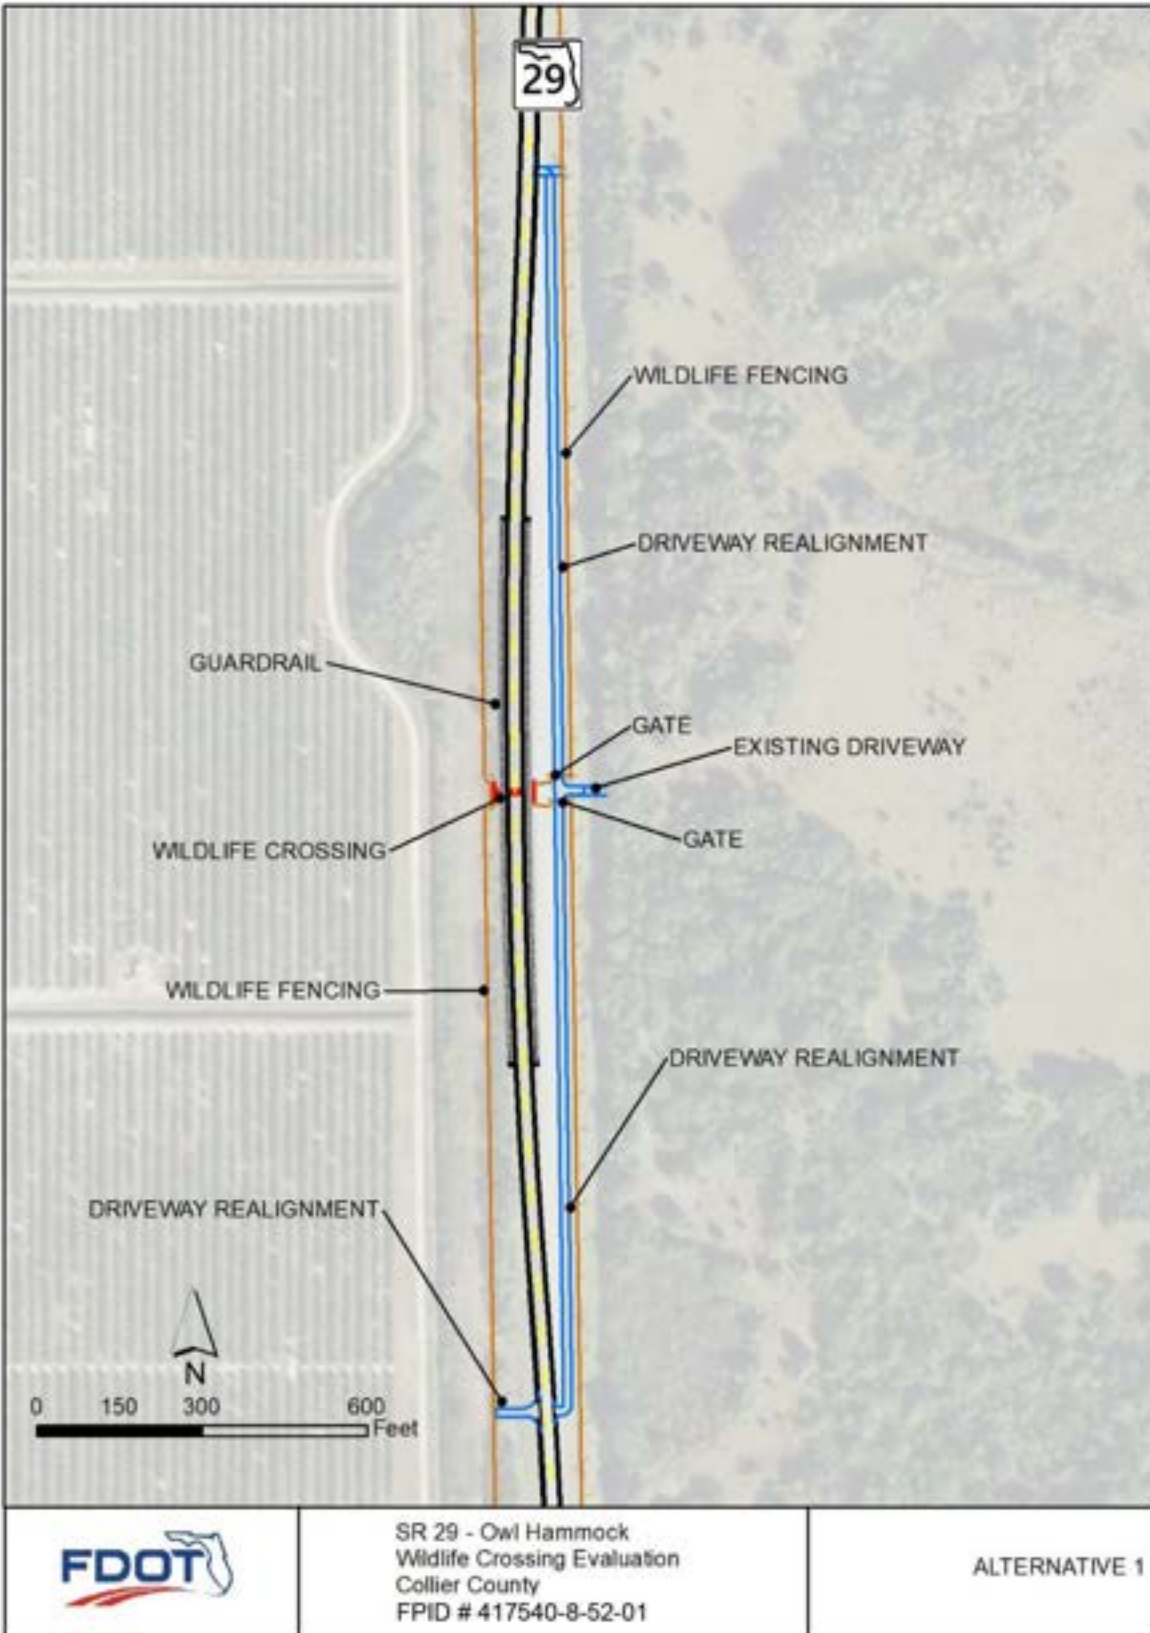 29
WILDLIFE FENCING
DRIVEWAY REALIGNMENT
GUARDRAIL
GATE
EXISTING DRIVEWAY
GATE
WILDLIFE CROSSING
WILDLIFE FENCING
DRIVEWAY REALIGNMENT
DRIVEWAY REALIGNMENT
N
0 150 300 600
Feet
FDOT
SR 29 - Owl Hammock
Wildlife Crossing Evaluation
Collier County
FPID # 417540-8-52-01
ALTERNATIVE 1